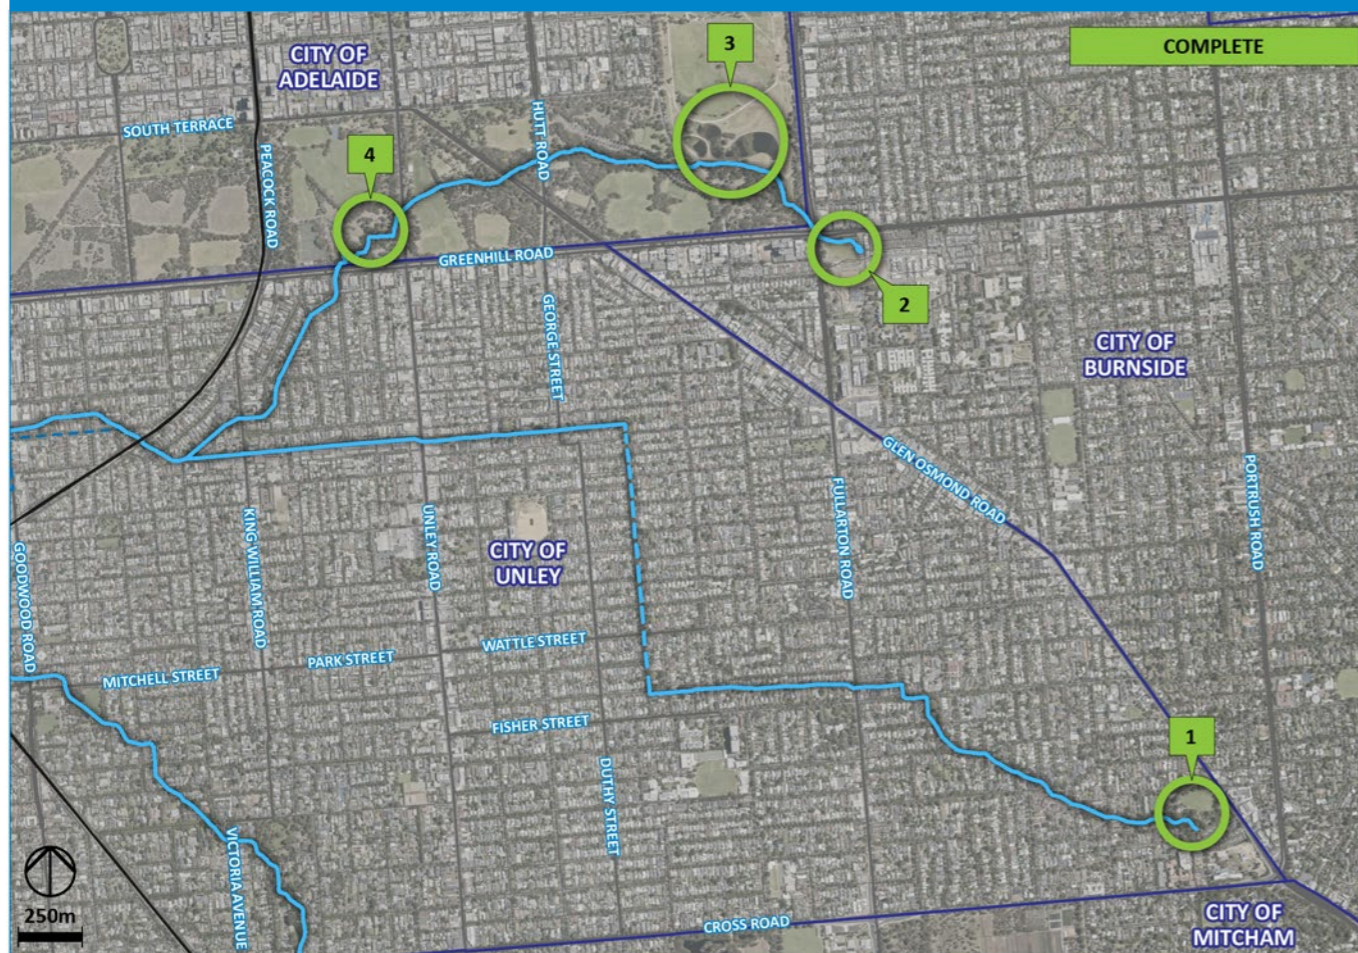 3
COMPLETE
CITY OF
ADELAIDE
HUTT ROAD
SOUTH TERRACE
4
PEACOCK ROAD
GREENHILL ROAD
2
GEORGE STREET
CITY OF
BURNSIDE
GLEN OSMOND ROAD
PORTRUSH ROAD
FULLARTON ROAD
KING WILLIAM ROAD
UNLEY ROAD
CITY OF
UNLEY
GOODWOOD ROAD
WATTLE STREET
PARK STREET
MITCHELL STREET
FISHER STREET
1
DUTHY STREET
VICTORIA AVENUE
250m
CROSS ROAD
CITY OF
MITCHAM